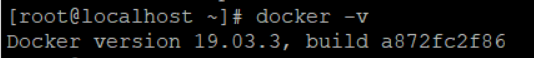 [root@localhost ~]# docker -v
Docker version 19.03.3, build a872fc2f86